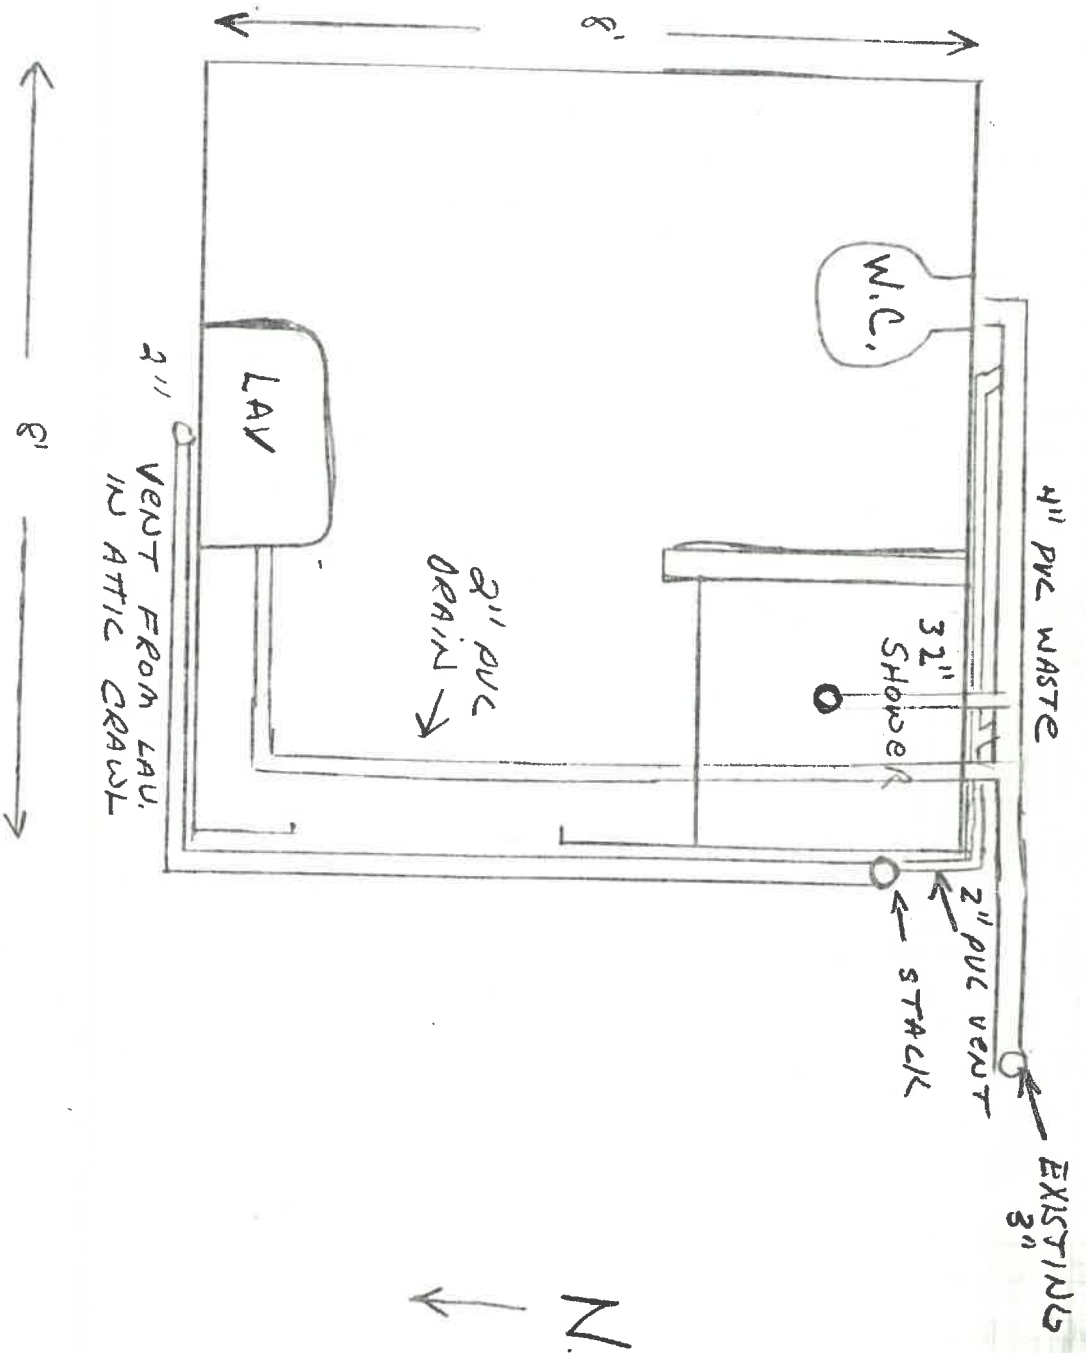 8'
8'
W.C.
LAV
4" PVC WASTE
32"
SHOWER
2" PVC
DRAIN
2" VENT FROM LAV.
IN ATTIC CRAWL
2" PVC VENT
STACK
EXISTING
3"
N.